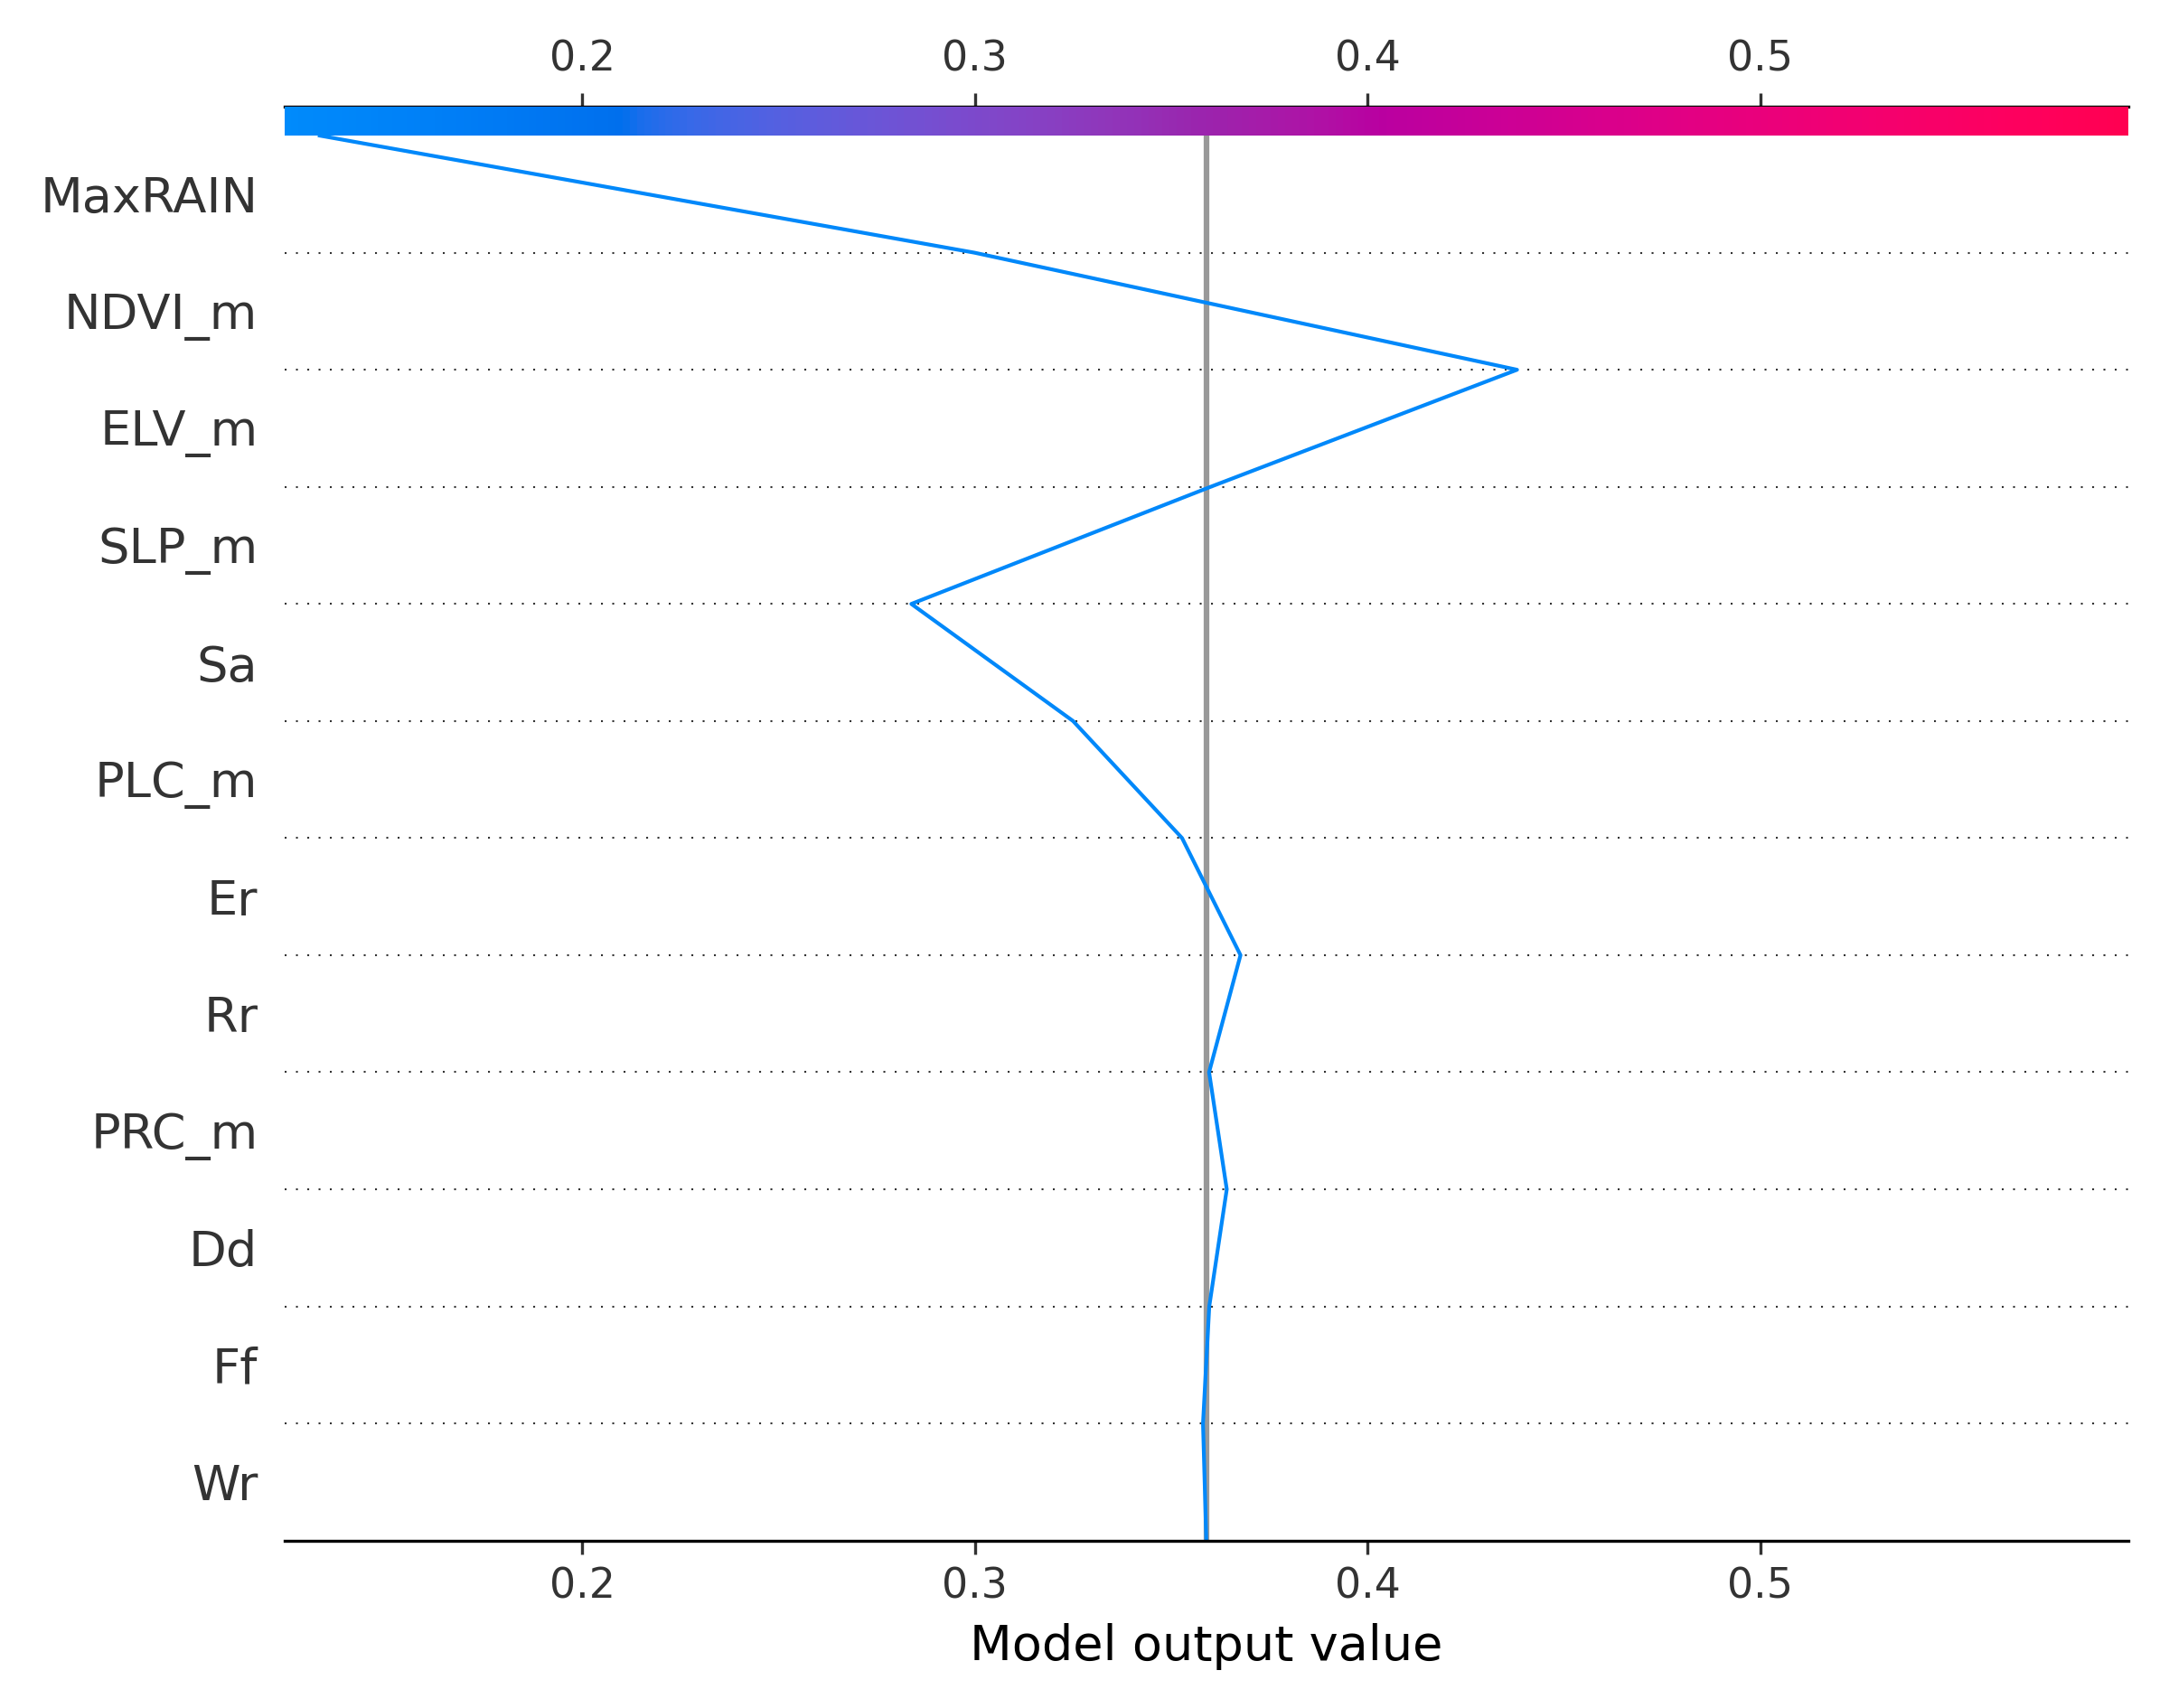 0.2 0.3 0.4 0.5
MaxRAIN
NDVI_m
ELV_m
SLP_m
Sa
PLC_m
Er
Rr
PRC_m
Dd
Ff
Wr
0.2 0.3 0.4 0.5
Model output value